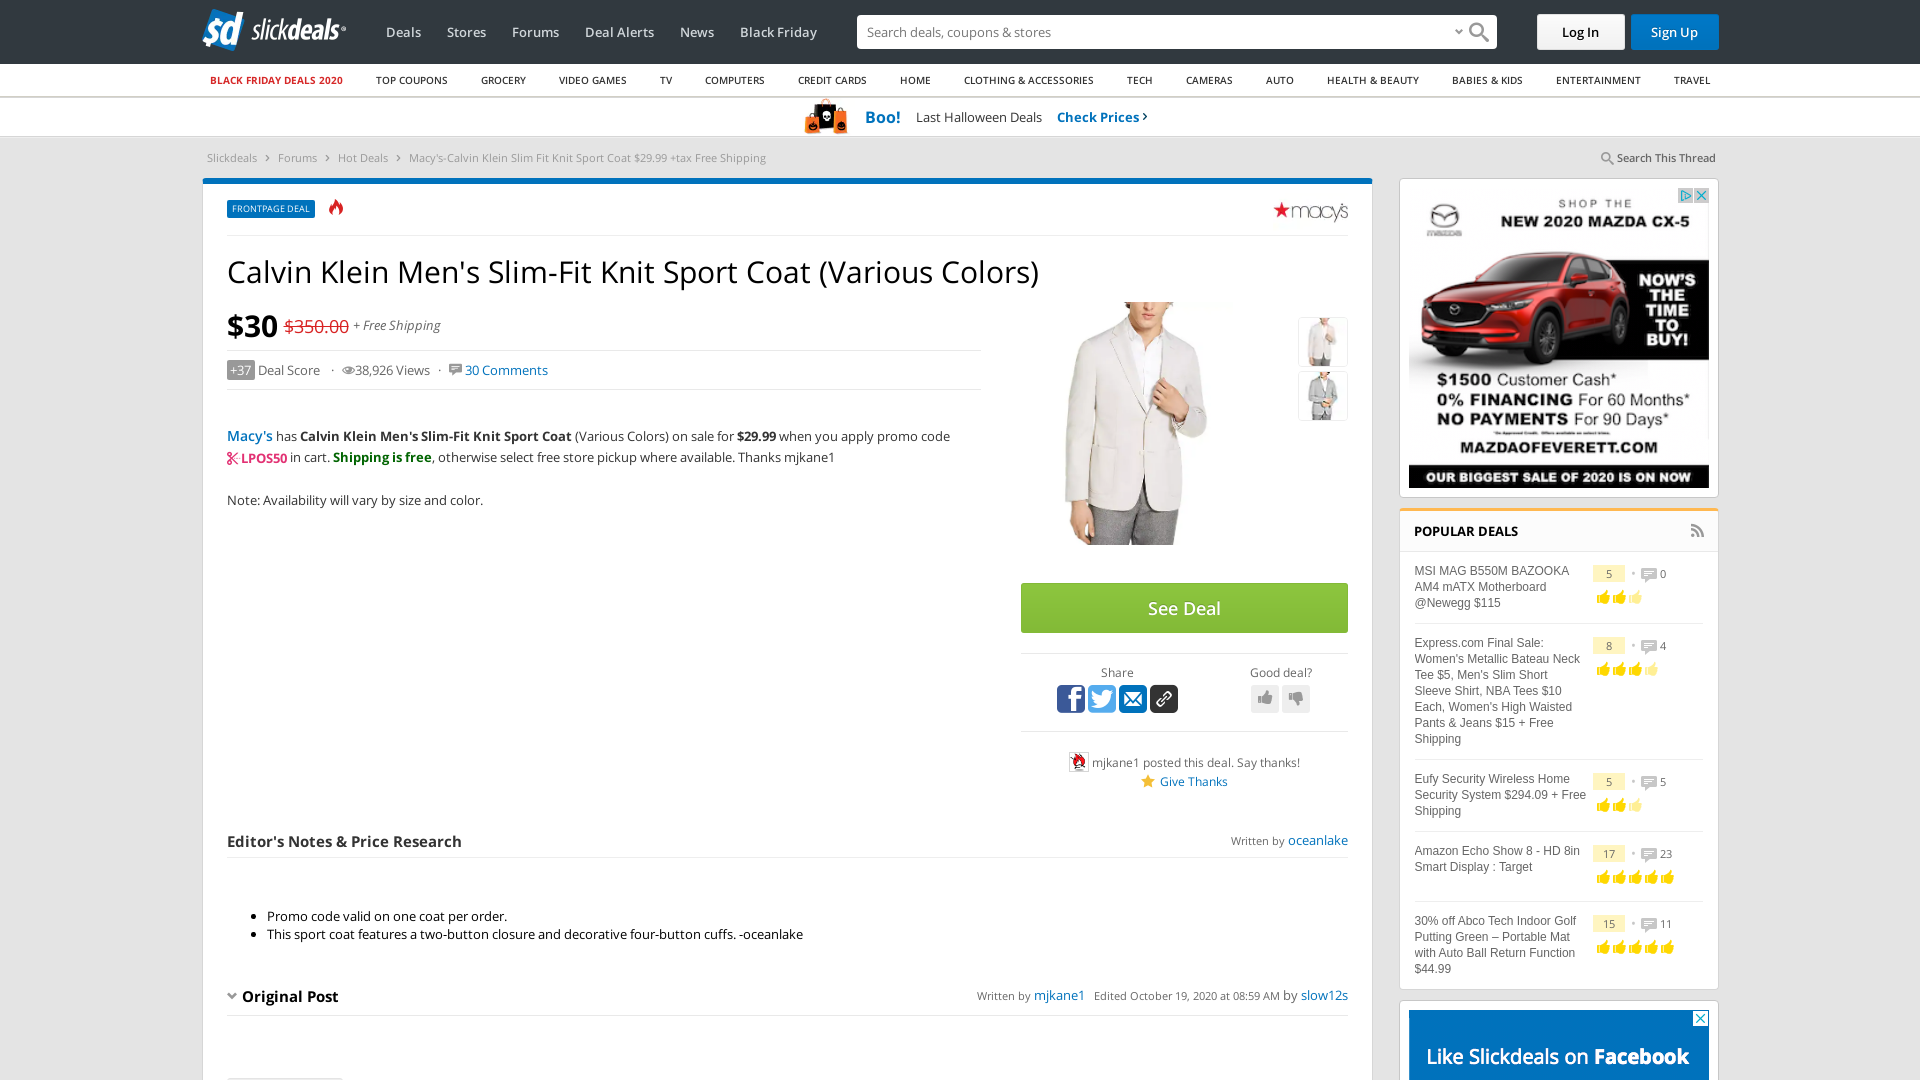 sd slickdeals
Deals
Stores
Forums
Deal Alerts
News
Black Friday
Search deals, coupons & stores
Log In
Sign Up
BLACK FRIDAY DEALS 2020
TOP COUPONS
GROCERY
VIDEO GAMES
TV
COMPUTERS
CREDIT CARDS
HOME
CLOTHING & ACCESSORIES
TECH
CAMERAS
AUTO
HEALTH & BEAUTY
BABIES & KIDS
ENTERTAINMENT
TRAVEL
Boo! Last Halloween Deals Check Prices
Slickdeals › Forums › Hot Deals › Macy's-Calvin Klein Slim Fit Knit Sport Coat $29.99 +tax Free Shipping
Search This Thread
FRONTPAGE DEAL
macy's
Calvin Klein Men's Slim-Fit Knit Sport Coat (Various Colors)
$30 $350.00 + Free Shipping
+37 Deal Score · 38,926 Views · 30 Comments
Macy's has Calvin Klein Men's Slim-Fit Knit Sport Coat (Various Colors) on sale for $29.99 when you apply promo code
LPOS50 in cart. Shipping is free, otherwise select free store pickup where available. Thanks mjkane1
Note: Availability will vary by size and color.
See Deal
Share
Good deal?
mjkane1 posted this deal. Say thanks!
Give Thanks
Editor's Notes & Price Research
Written by oceanlake
• Promo code valid on one coat per order.
• This sport coat features a two-button closure and decorative four-button cuffs. -oceanlake
Original Post
Written by mjkane1 Edited October 19, 2020 at 08:59 AM by slow12s
SHOP THE
NEW 2020 MAZDA CX-5
mazda
NOW'S
THE
TIME
TO
BUY!
$1500 Customer Cash*
0% FINANCING For 60 Months*
NO PAYMENTS For 90 Days*
MAZDAOFEVERETT.COM
OUR BIGGEST SALE OF 2020 IS ON NOW
POPULAR DEALS
MSI MAG B550M BAZOOKA
AM4 mATX Motherboard
@Newegg $115
5 • 0
Express.com Final Sale:
Women's Metallic Bateau Neck
Tee $5, Men's Slim Short
Sleeve Shirt, NBA Tees $10
Each, Women's High Waisted
Pants & Jeans $15 + Free
Shipping
8 • 4
Eufy Security Wireless Home
Security System $294.09 + Free
Shipping
5 • 5
Amazon Echo Show 8 - HD 8in
Smart Display : Target
17 • 23
30% off Abco Tech Indoor Golf
Putting Green – Portable Mat
with Auto Ball Return Function
$44.99
15 • 11
Like Slickdeals on Facebook